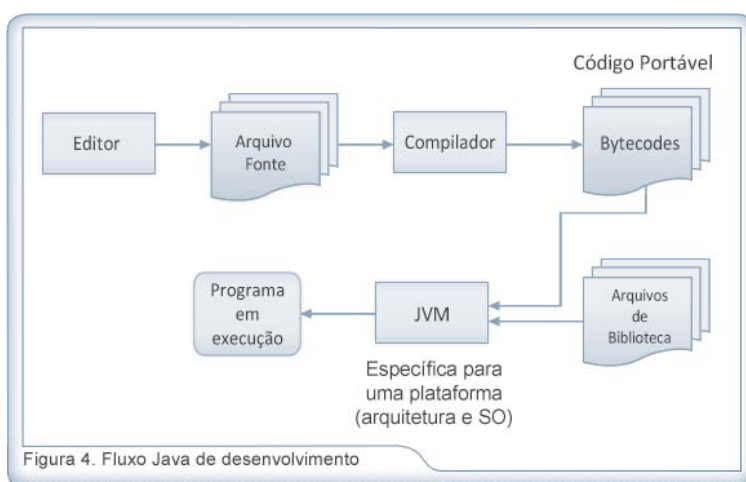 Código Portável
Editor
Arquivo
Fonte
Compilador
Bytecodes
Programa
em
execução
JVM
Arquivos
de
Biblioteca
Específica para
uma plataforma
(arquitetura e SO)
Figura 4. Fluxo Java de desenvolvimento